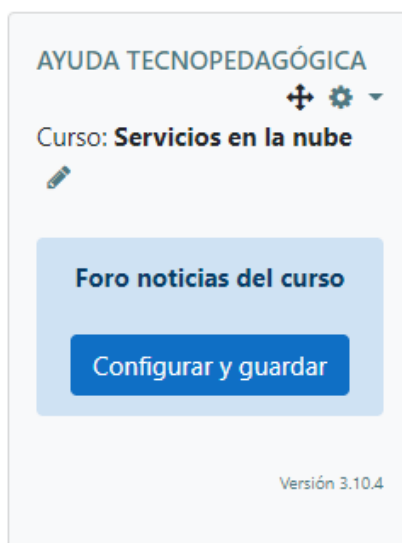 AYUDA TECNOPEDAGÓGICA
Curso: Servicios en la nube
Foro noticias del curso
Configurar y guardar
Versión 3.10.4